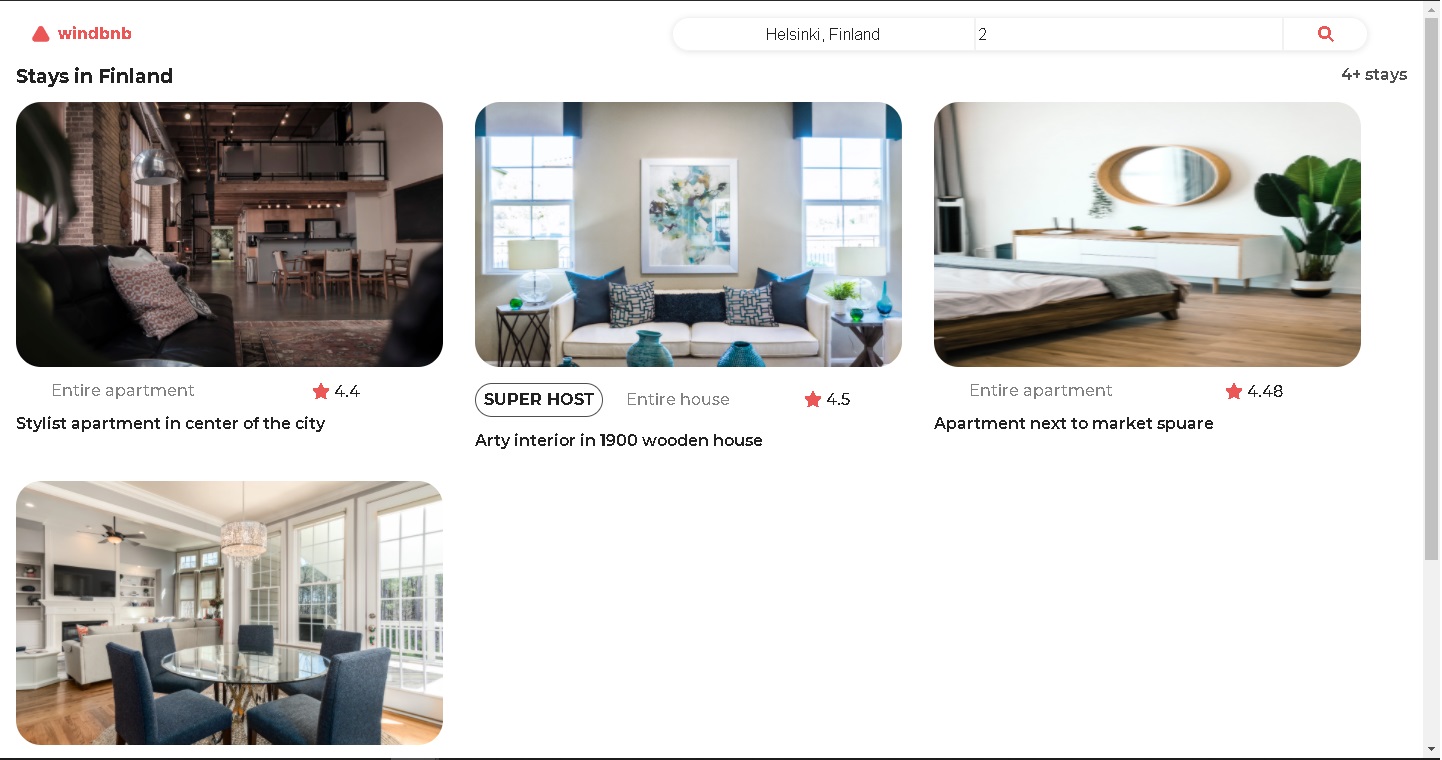 windbnb
Helsinki, Finland
2
Stays in Finland
4+ stays
Entire apartment
4.4
Stylist apartment in center of the city
SUPER HOST
Entire house
4.5
Arty interior in 1900 wooden house
Entire apartment
4.48
Apartment next to market spuare